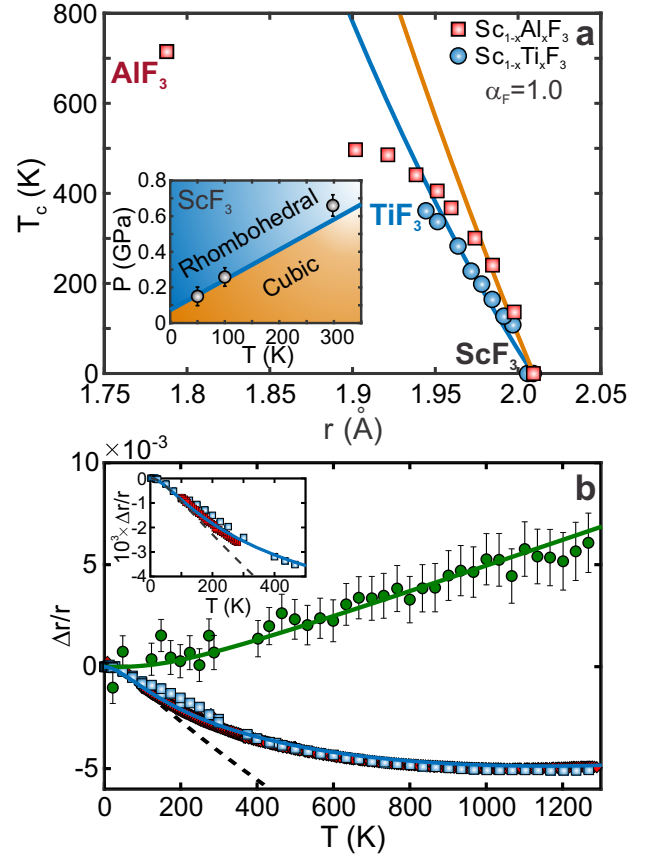 800
600
400
200
0
T_c (K)
1.75
1.8
1.85
1.9
1.95
2.0
2.05
r (Å)
a
Sc_{1-x}Al_xF_3
Sc_{1-x}Ti_xF_3
α_F=1.0
AlF_3
TiF_3
ScF_3
0.8
0.6
0.4
0.2
0
P (GPa)
ScF_3
Rhombohedral
Cubic
0
100
200
300
T (K)
×10^{-3}
10
5
0
-5
Δr/r
b
0
-1
-2
-3
-4
10^3×Δr/r
0
200
400
T (K)
0
200
400
600
800
1000
1200
T (K)